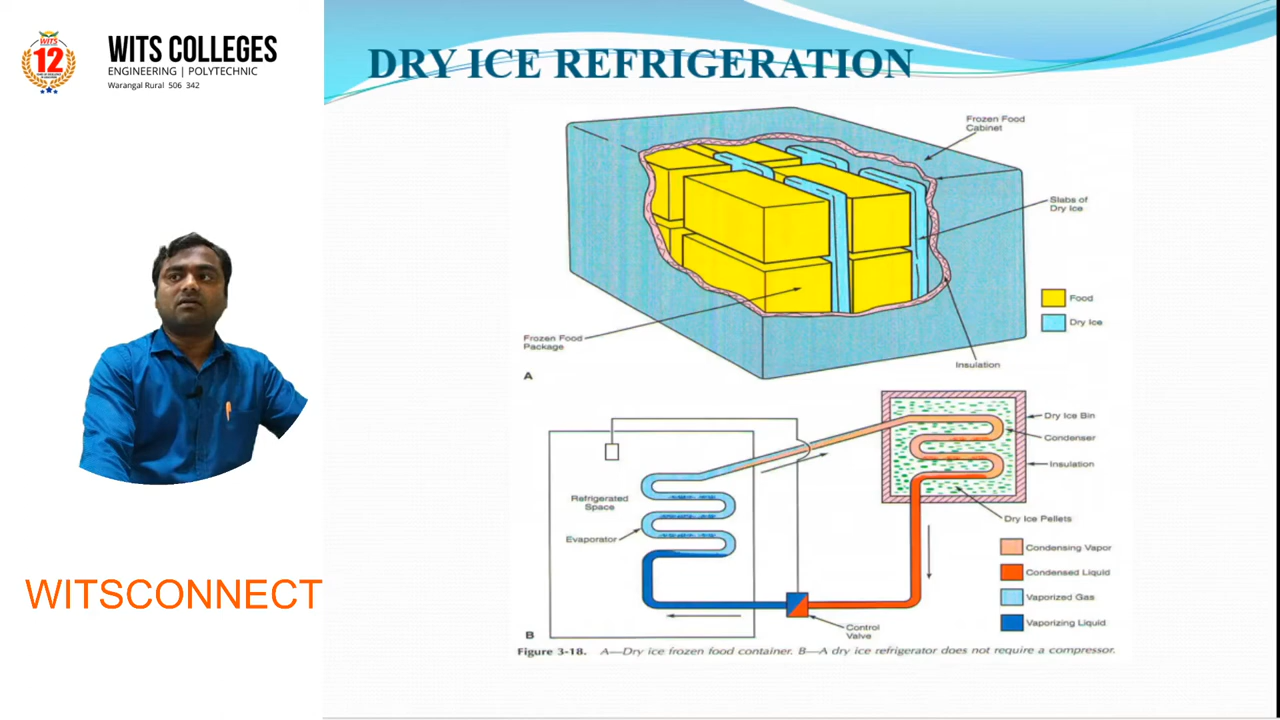 WITS
12
WITS COLLEGES
ENGINEERING | POLYTECHNIC
Warangal Rural 506 342
DRY ICE REFRIGERATION
Frozen Food
Cabinet
Slabs of
Dry Ice
Food
Dry Ice
Frozen Food
Package
Insulation
A
Dry Ice Bin
Condenser
Insulation
Refrigerated
Space
Evaporator
Dry Ice Pellets
Condensing Vapor
Condensed Liquid
Vaporized Gas
Vaporizing Liquid
Control
Valve
B
Figure 3-18. A—Dry ice frozen food container. B—A dry ice refrigerator does not require a compressor.
WITSCONNECT